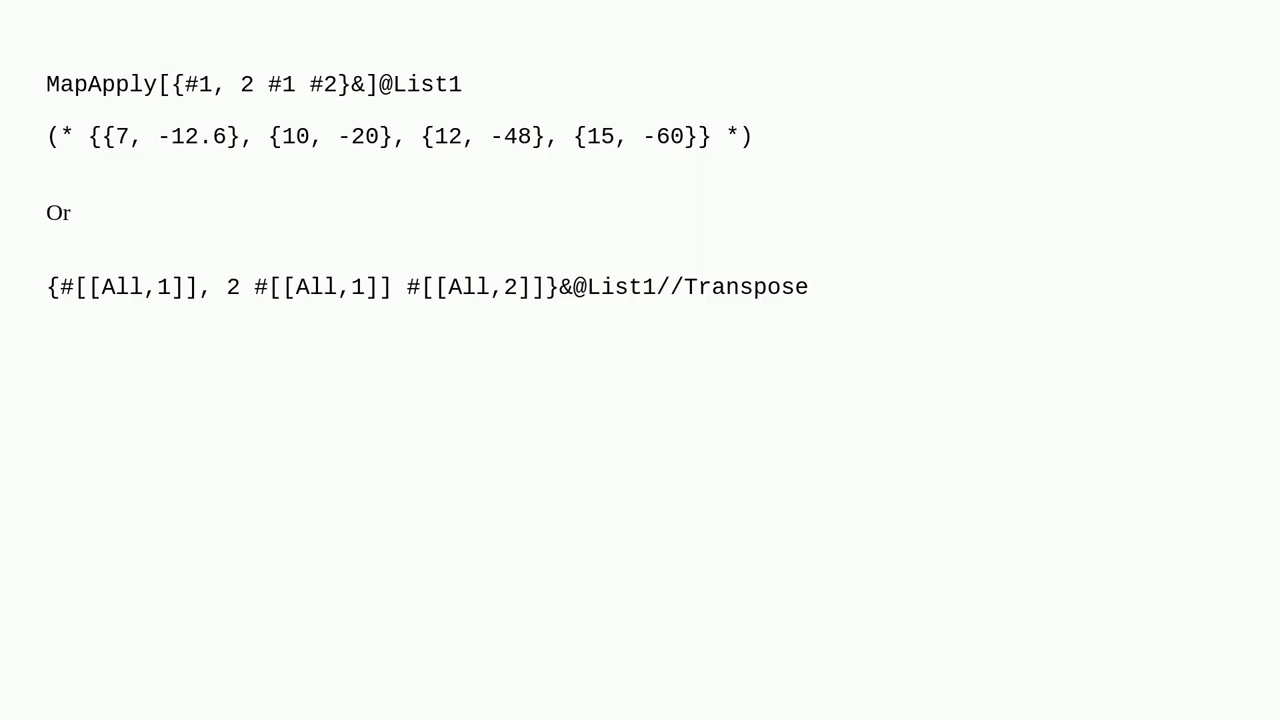 MapApply[{#1, 2 #1 #2}&]@List1
(* {{7, -12.6}, {10, -20}, {12, -48}, {15, -60}} *)
Or
{#[[All,1]], 2 #[[All,1]] #[[All,2]]}&@List1//Transpose